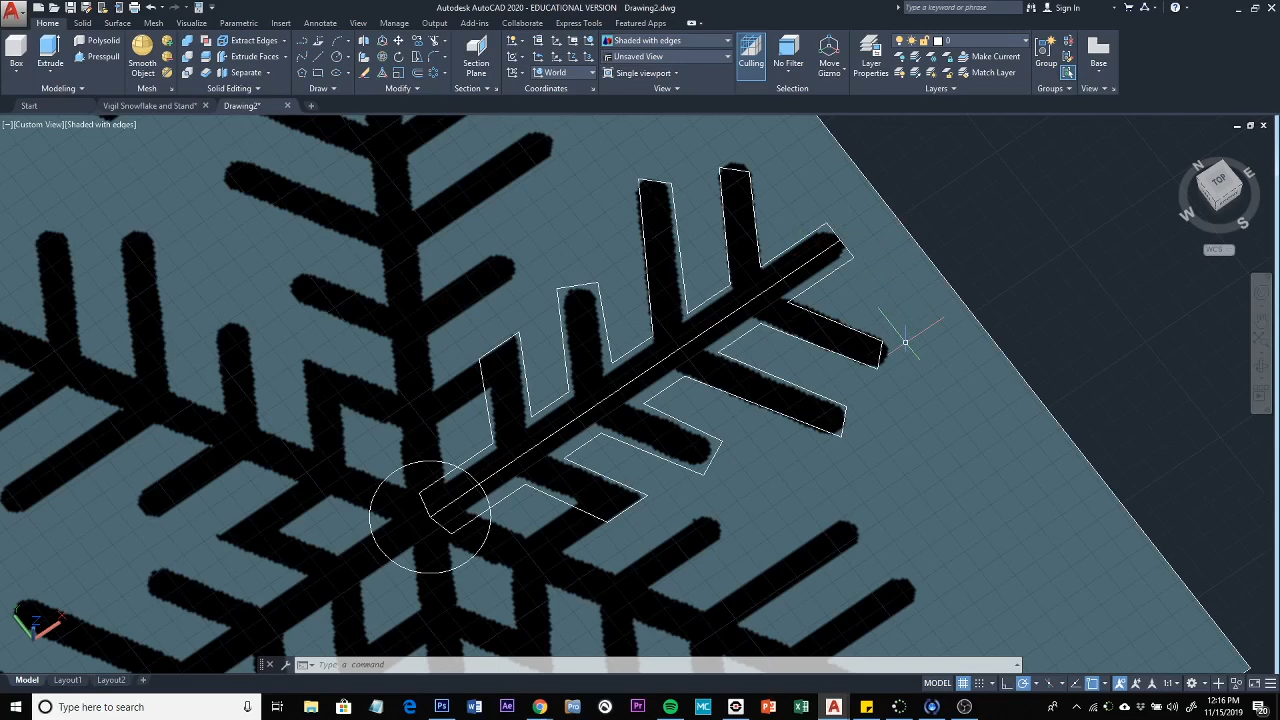 Autodesk AutoCAD 2020 - EDUCATIONAL VERSION Drawing2.dwg
Type a keyword or phrase
Sign In
Home Solid Surface Mesh Visualize Parametric Insert Annotate View Manage Output Add-ins Collaborate Express Tools Featured Apps
Box
Extrude
Polysolid
Presspull
Smooth
Object
Extract Edges
Extrude Faces
Separate
Section
Plane
World
Shaded with edges
Unsaved View
Single viewport
Culling
No Filter
Move
Gizmo
Layer
Properties
0
Make Current
Match Layer
Group
Base
Modeling Mesh Solid Editing Draw Modify Section Coordinates View Selection Layers Groups View
Start Vigil Snowflake and Stand* Drawing2*
[−][Custom View][Shaded with edges]
N
E
S
W
TOP
WCS
X
Y
Z
Type a command
Model Layout1 Layout2
MODEL
1:1
Type here to search
12:16 PM
11/15/2019